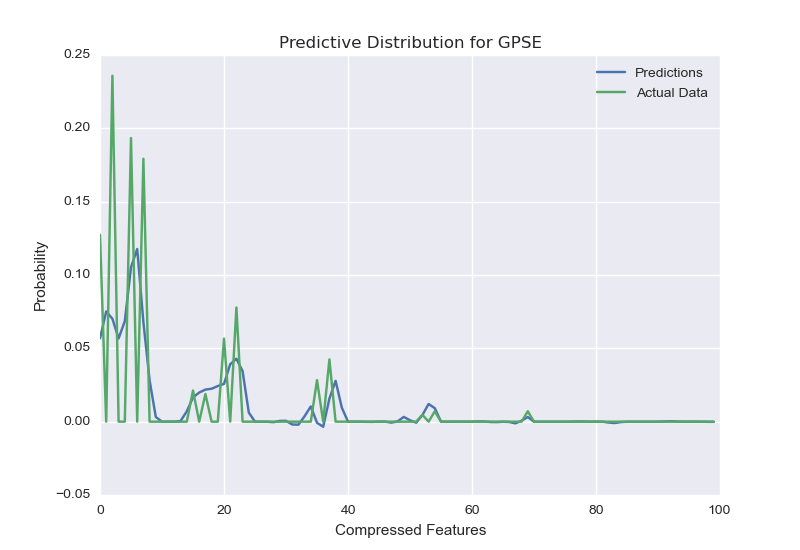 Predictive Distribution for GPSE
0.25
0.20
0.15
0.10
0.05
0.00
−0.05
Probability
Predictions
Actual Data
0 20 40 60 80 100
Compressed Features